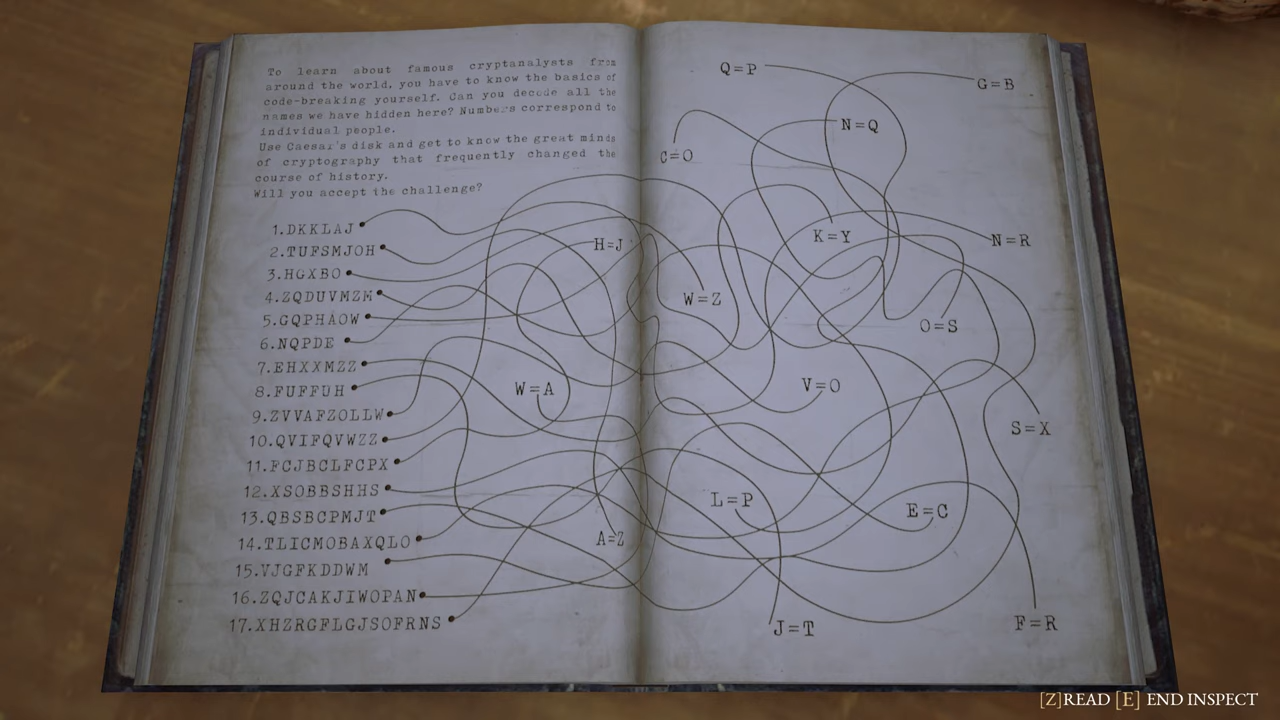 To learn about famous cryptanalysts from
around the world, you have to know the basics of
code-breaking yourself. Can you decode all the
names we have hidden here? Numbers correspond to
individual people.
Use Caesar's disk and get to know the great minds
of cryptography that frequently changed the
course of history.
Will you accept the challenge?
1.DKKLAJ
2.TUFSMJOH
3.HGXBO
4.ZQDUVMZM
5.GQPHAOW
6.NQPDE
7.EHXXMZZ
8.FUFFDH
9.ZVVAFZOLLW
10.QVIFQVWZZ
11.FCJBCLFCPX
12.XSOBBSHHS
13.QBSBCPMJT
14.TLICMOBAXQLO
15.VJGFKDDWM
16.ZQJCAKJIWOPAN
17.XHZRGFLGJSOFRNS
Q=P
G=B
N=Q
C=O
H=J
K=Y
N=R
W=Z
O=S
W=A
V=O
S=X
L=P
E=C
A=Z
J=T
F=R
[Z]READ [E] END INSPECT